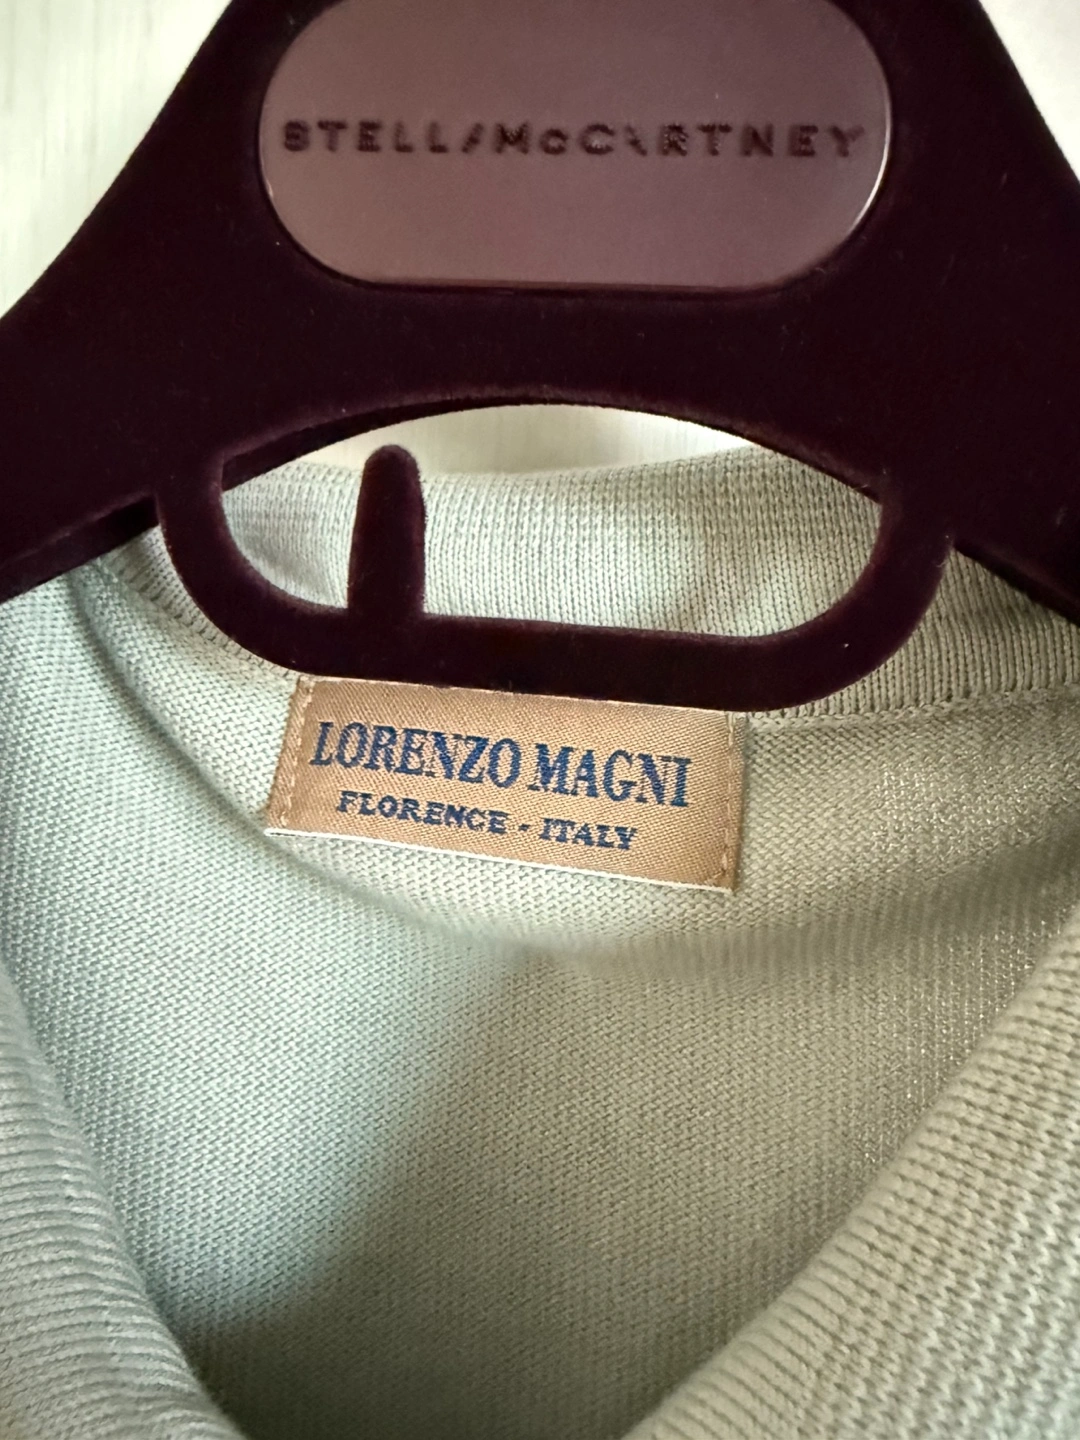 STELLA McCARTNEY
LORENZO MAGNI
FLORENCE - ITALY